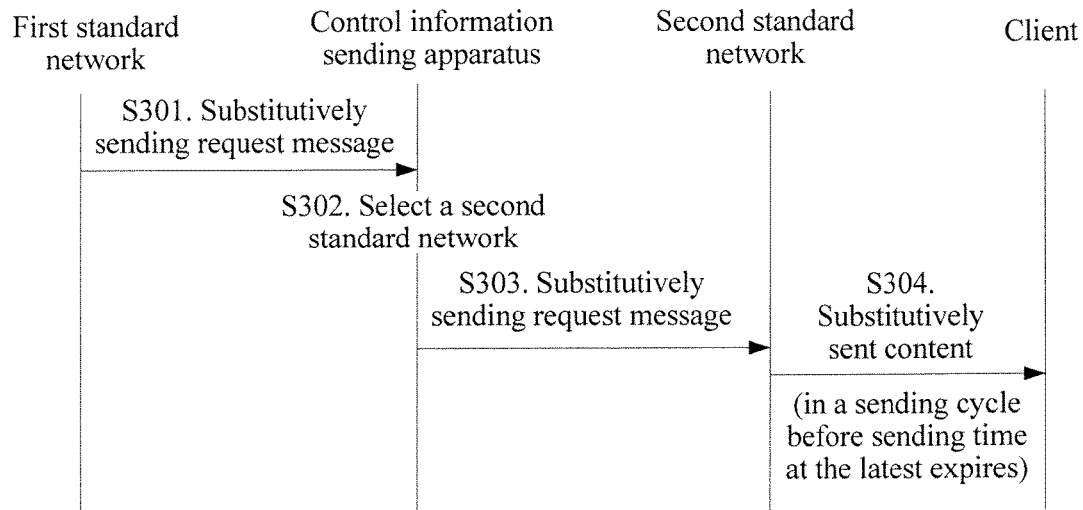 First standard
network
Control information
sending apparatus
Second standard
network
Client
S301. Substitutively
sending request message
S302. Select a second
standard network
S303. Substitutively
sending request message
S304.
Substitutively
sent content
(in a sending cycle
before sending time
at the latest expires)